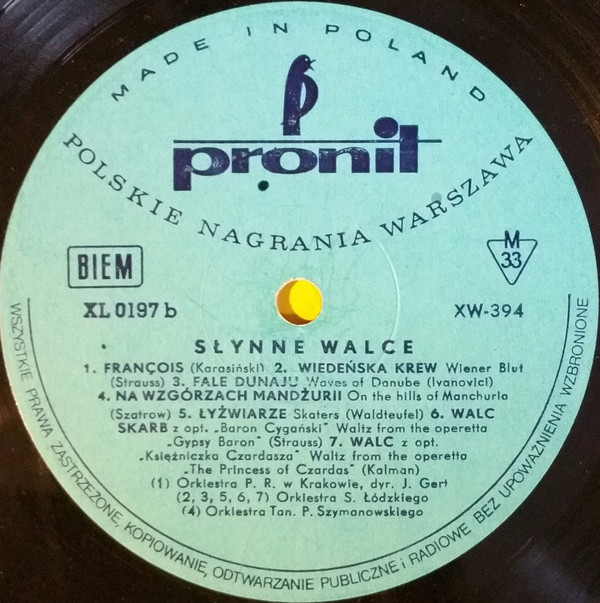 MADE IN POLAND
pronit
POLSKIE NAGRANIA WARSZAWA
BIEM
M
33
XL 0197 b
XW-394
SŁYNNE WALCE
1. FRANÇOIS (Karasiński) 2. WIEDEŃSKA KREW Wiener Blut
(Strauss) 3. FALE DUNAJU Waves of Danube (Ivanovici)
4. NA WZGÓRZACH MANDŻURII On the hills of Manchuria
(Szatrow) 5. ŁYŻWIARZE Skaters (Waldteufel) 6. WALC
SKARB z opt. „Baron Cygański" Waltz from the operetta
„Gypsy Baron" (Strauss) 7. WALC z opt.
„Księżniczka Czardasza" Waltz from the operetta
„The Princess of Czardas" (Kalman)
(1) Orkiestra P. R. w Krakowie, dyr. J. Gert
(2, 3, 5, 6, 7) Orkiestra S. Łódzkiego
(4) Orkiestra Tan. P. Szymanowskiego
WSZYSTKIE PRAWA ZASTRZEŻONE, KOPIOWANIE, ODTWARZANIE PUBLICZNE i RADIOWE BEZ UPOWAŻNIENIA WZBRONIONE